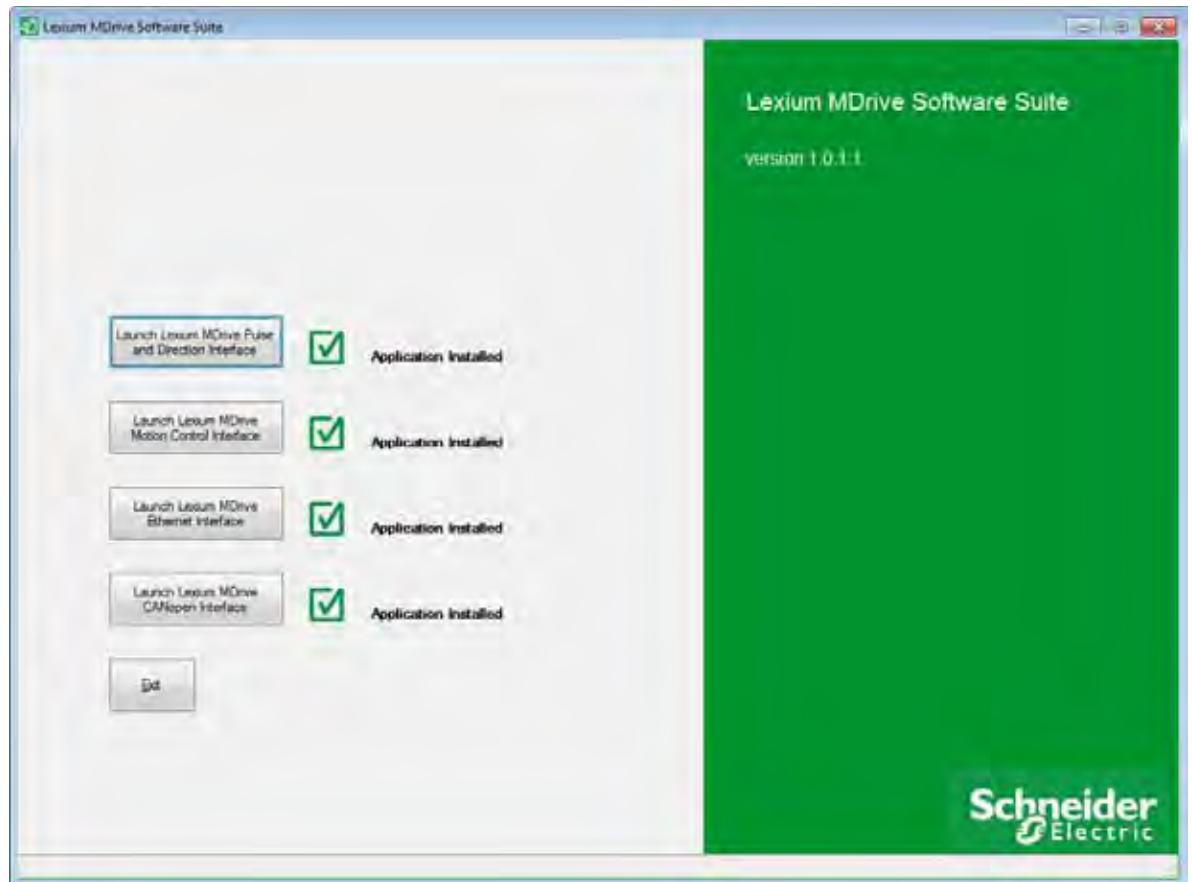 Lexium MDrive Software Suite
Lexium MDrive Software Suite
version 1.0.1.1
Launch Lexium MDrive Pulse
and Direction Interface
Application Installed
Launch Lexium MDrive
Motion Control Interface
Application Installed
Launch Lexium MDrive
Ethernet Interface
Application Installed
Launch Lexium MDrive
CANopen Interface
Application Installed
Exit
Schneider
Electric